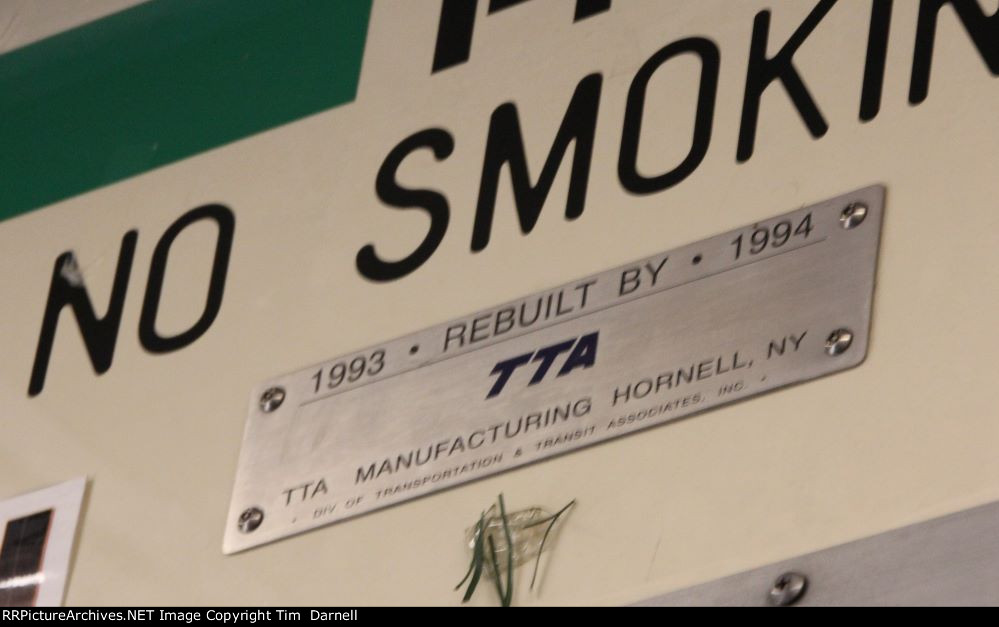 NO SMOKIN
1993 • REBUILT BY • 1994
TTA
TTA MANUFACTURING HORNELL, NY
• DIV. OF TRANSPORTATION & TRANSIT ASSOCIATES, INC. •
RRPictureArchives.NET Image Copyright Tim Darnell